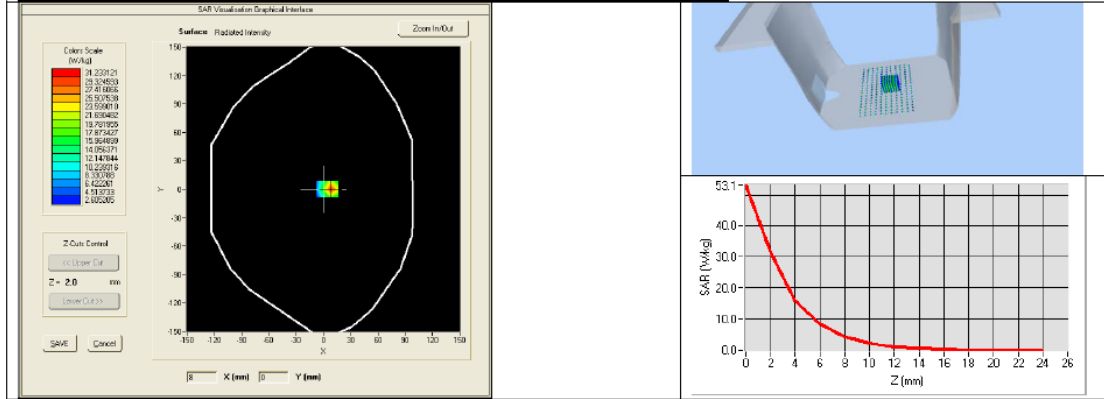 SAR Visualisation Graphical Interface
Surface Radiated Intensity
Zoom In/Out
Colors Scale
(W/kg)
31.233121
29.324593
27.416066
25.507538
23.599010
21.690482
19.781955
17.873427
15.964899
14.056371
12.147844
10.239316
8.330788
6.422261
4.513733
2.605205
Z-Cuts Control
<< Upper Cut
Z = 2.0 mm
Lower Cut >>
SAVE Cancel
150
120
90
60
30
0
-30
-60
-90
-120
-150
Y
-150 -120 -90 -60 -30 0 30 60 90 120 150
X
8 X (mm) 0 Y (mm)
53.1
40.0
30.0
20.0
10.0
0.0
SAR (W/kg)
0 2 4 6 8 10 12 14 16 18 20 22 24 26
Z (mm)